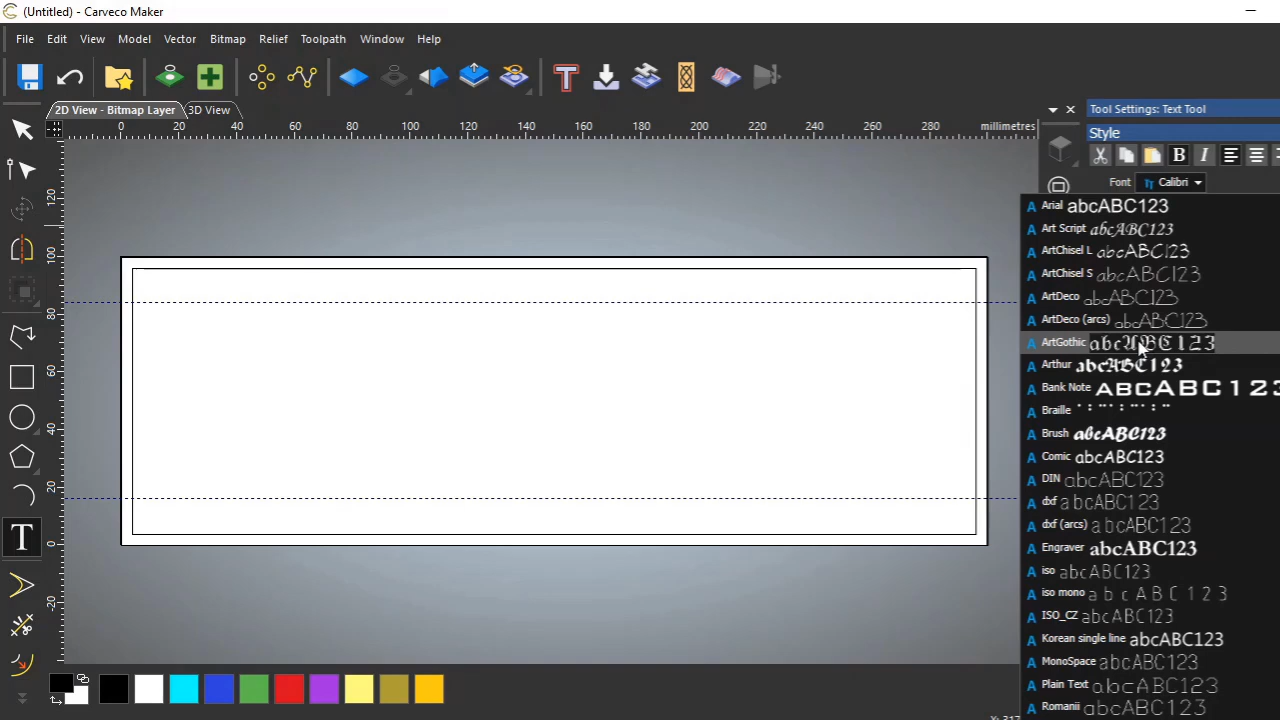 (Untitled) - Carveco Maker
File Edit View Model Vector Bitmap Relief Toolpath Window Help
2D View - Bitmap Layer 3D View
Tool Settings: Text Tool
0 20 40 60 80 100 120 140 160 180 200 220 240 260 280 millimetres
Style
B I
Font Calibri
Arial abcABC123
Art Script abcABC123
ArtChisel L abcABC123
ArtChisel S abcABC123
ArtDeco abcABC123
ArtDeco (arcs) abcABC123
ArtGothic abcABC123
Arthur abcABC123
Bank Note ABCABC123
Braille
Brush abcABC123
Comic abcABC123
DIN abcABC123
dxf abcABC123
dxf (arcs) abcABC123
Engraver abcABC123
iso abcABC123
iso mono abcABC123
ISO_CZ abcABC123
Korean single line abcABC123
MonoSpace abcABC123
Plain Text abcABC123
Romanii abcABC123
120
100
80
60
40
20
0
-20
T